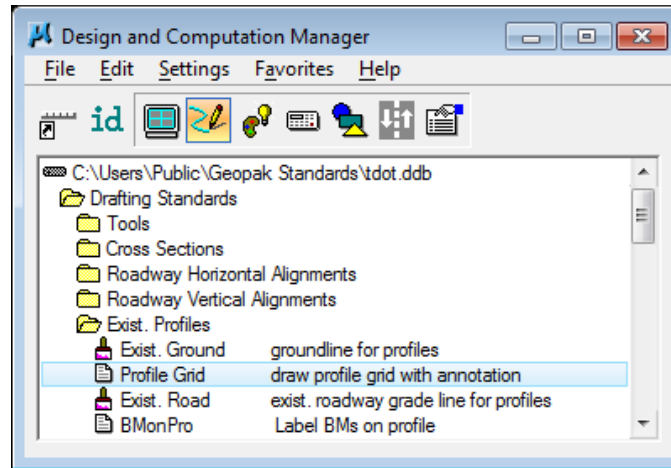 Design and Computation Manager
File Edit Settings Favorites Help
id
C:\Users\Public\Geopak Standards\tdot.ddb
Drafting Standards
Tools
Cross Sections
Roadway Horizontal Alignments
Roadway Vertical Alignments
Exist. Profiles
Exist. Ground groundline for profiles
Profile Grid draw profile grid with annotation
Exist. Road exist. roadway grade line for profiles
BMonPro Label BMs on profile